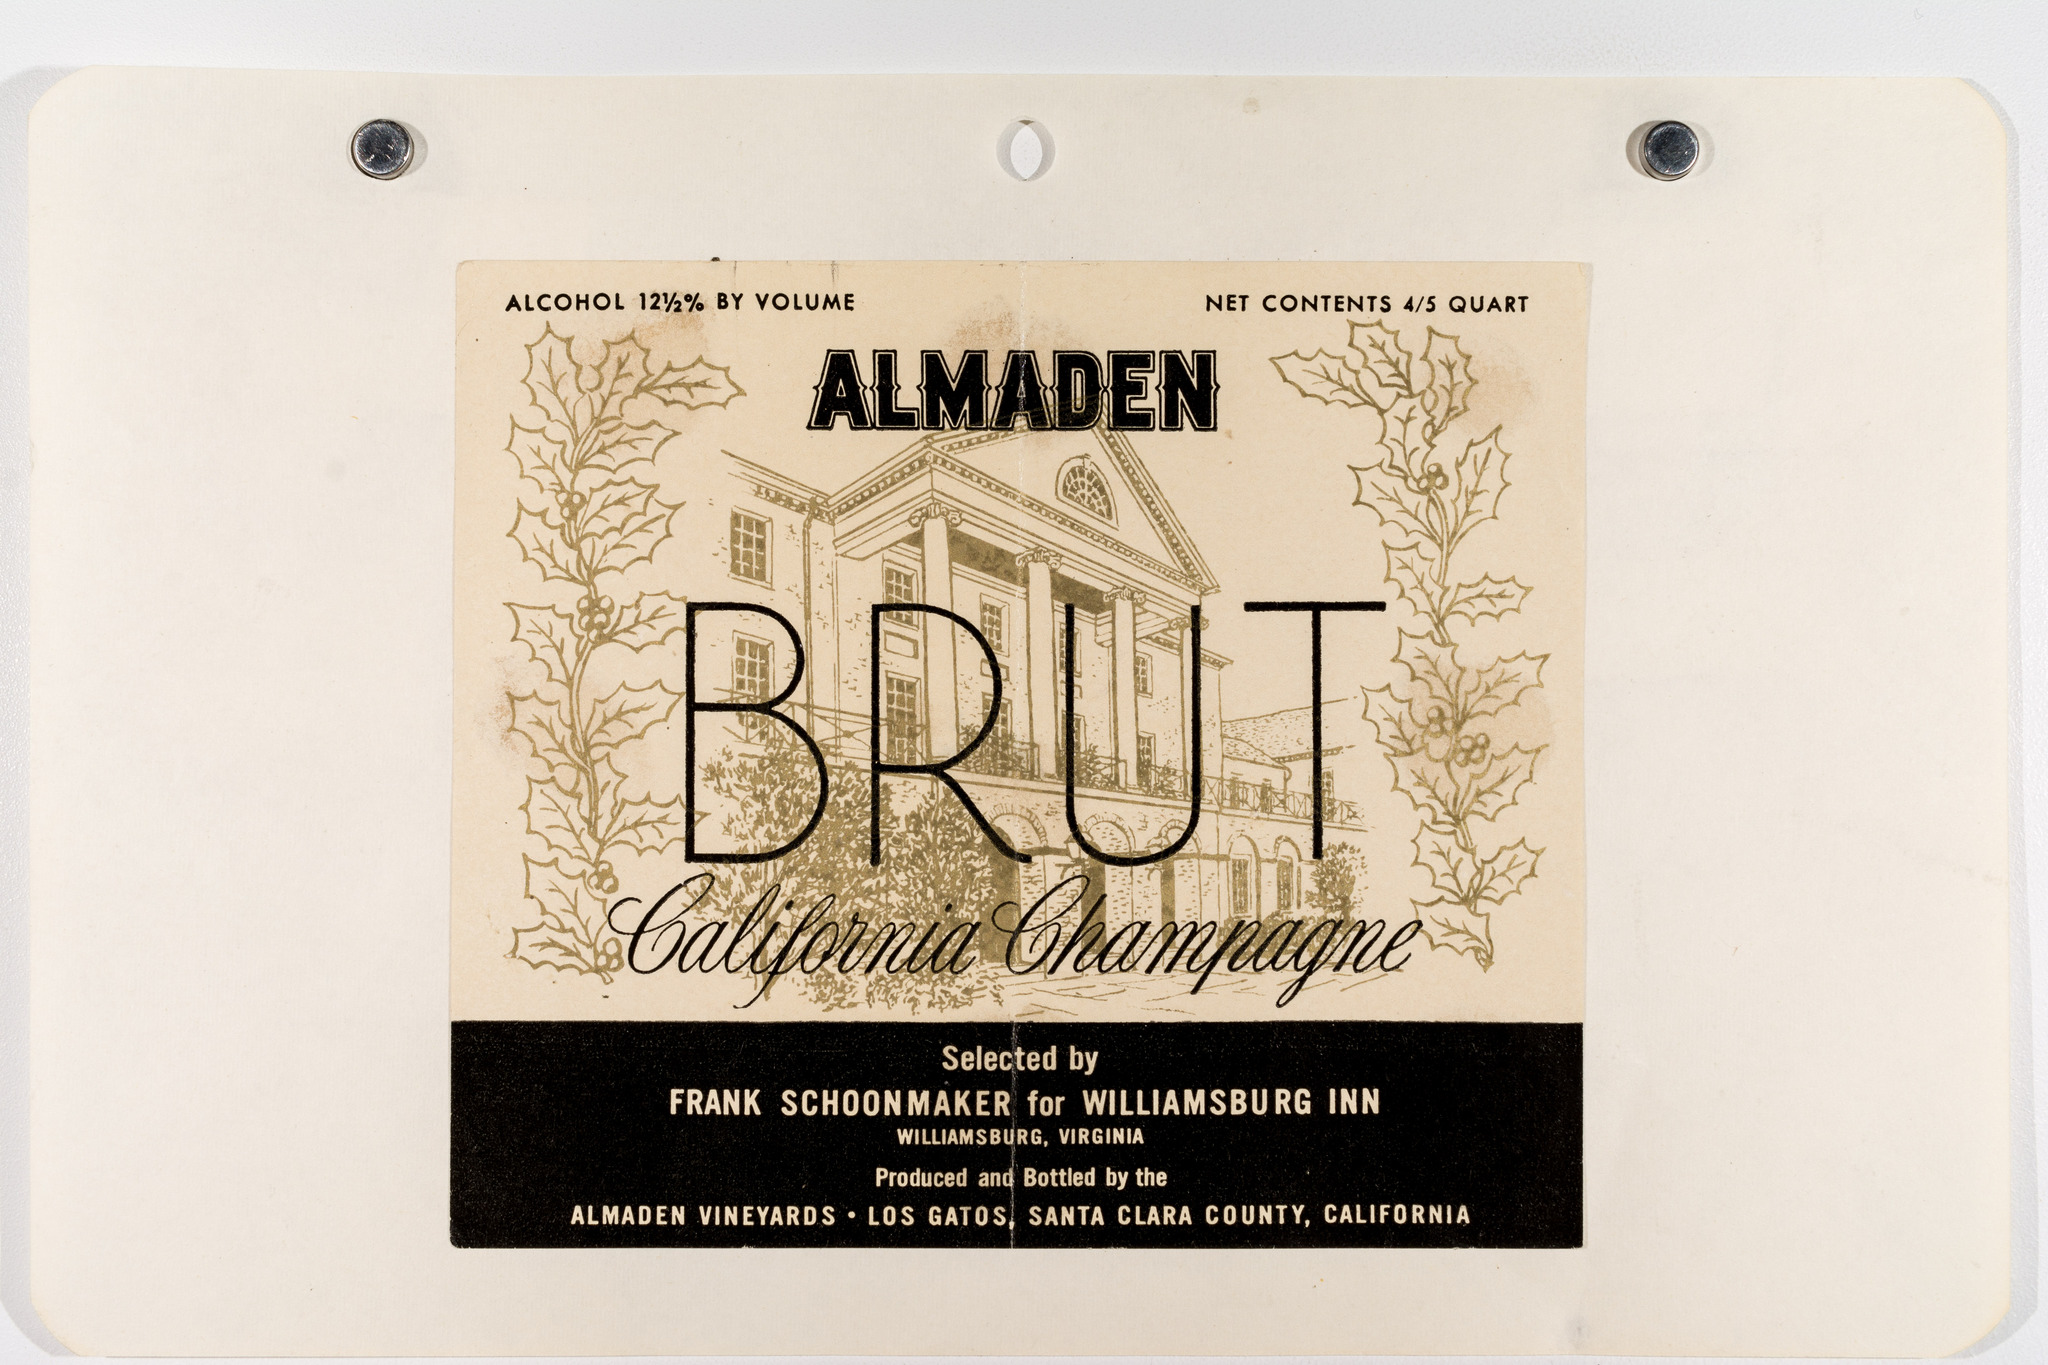 ALCOHOL 12½% BY VOLUME
NET CONTENTS 4/5 QUART
ALMADEN
BRUT
California Champagne
Selected by
FRANK SCHOONMAKER for WILLIAMSBURG INN
WILLIAMSBURG, VIRGINIA
Produced and Bottled by the
ALMADEN VINEYARDS • LOS GATOS, SANTA CLARA COUNTY, CALIFORNIA